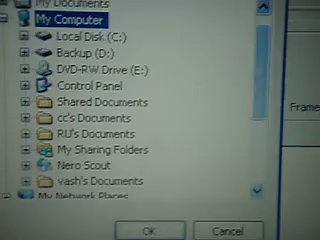 My Documents
My Computer
Local Disk (C:)
Backup (D:)
DVD-RW Drive (E:)
Control Panel
Shared Documents
cc's Documents
RJ's Documents
My Sharing Folders
Nero Scout
vash's Documents
My Network Places
OK
Cancel
Frame